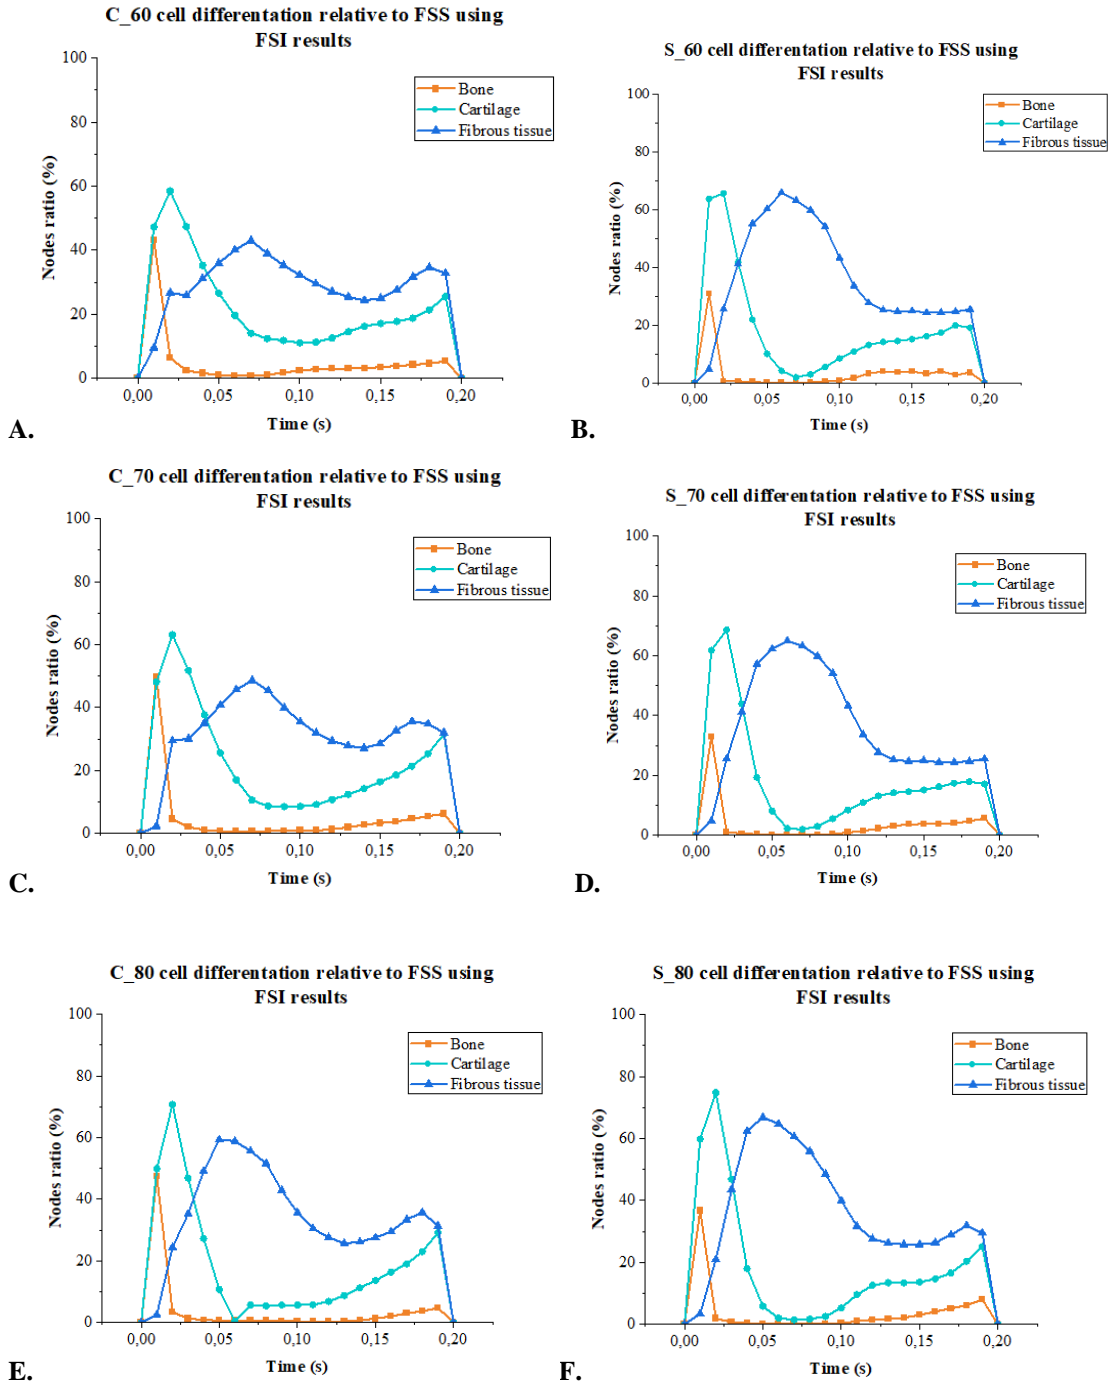 C_60 cell differentation relative to FSS using
FSI results
100
80
60
40
20
0
Nodes ratio (%)
Bone
Cartilage
Fibrous tissue
0,00 0,05 0,10 0,15 0,20
Time (s)
A.
S_60 cell differentation relative to FSS using
FSI results
100
80
60
40
20
0
Nodes ratio (%)
Bone
Cartilage
Fibrous tissue
0,00 0,05 0,10 0,15 0,20
Time (s)
B.
C_70 cell differentation relative to FSS using
FSI results
100
80
60
40
20
0
Nodes ratio (%)
Bone
Cartilage
Fibrous tissue
0,00 0,05 0,10 0,15 0,20
Time (s)
C.
S_70 cell differentation relative to FSS using
FSI results
100
80
60
40
20
0
Nodes ratio (%)
Bone
Cartilage
Fibrous tissue
0,00 0,05 0,10 0,15 0,20
Time (s)
D.
C_80 cell differentation relative to FSS using
FSI results
100
80
60
40
20
0
Nodes ratio (%)
Bone
Cartilage
Fibrous tissue
0,00 0,05 0,10 0,15 0,20
Time (s)
E.
S_80 cell differentation relative to FSS using
FSI results
100
80
60
40
20
0
Nodes ratio (%)
Bone
Cartilage
Fibrous tissue
0,00 0,05 0,10 0,15 0,20
Time (s)
F.